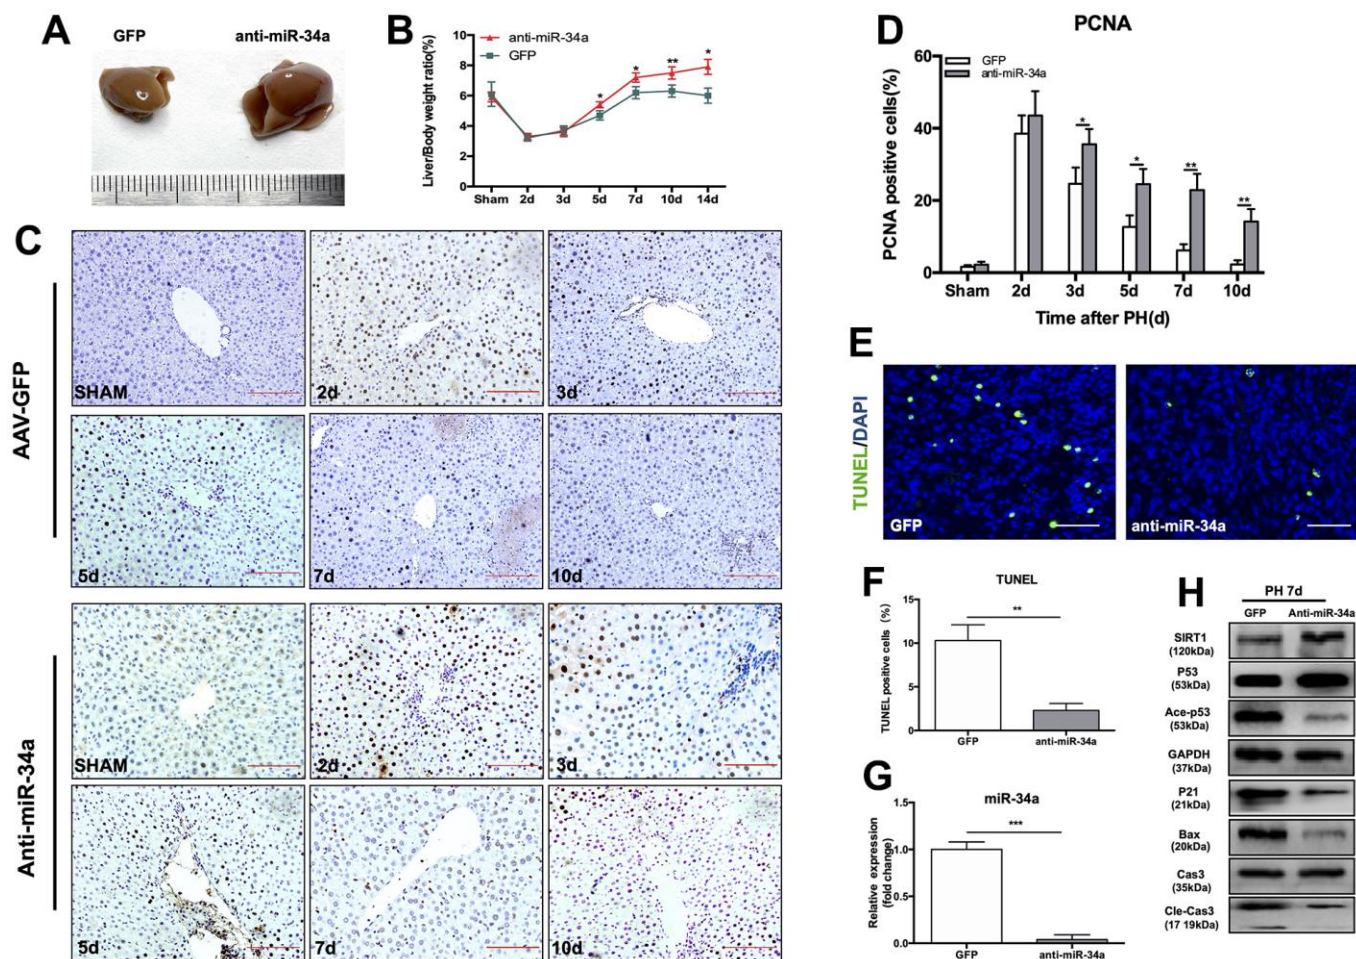 A
GFP
anti-miR-34a
B
Liver/Body weight ratio(%)
10
8
6
4
2
0
anti-miR-34a
GFP
*
*
**
*
Sham
2d
3d
5d
7d
10d
14d
C
AAV-GFP
SHAM
2d
3d
5d
7d
10d
Anti-miR-34a
SHAM
2d
3d
5d
7d
10d
D
PCNA
PCNA positive cells(%)
60
40
20
0
GFP
anti-miR-34a
*
*
**
**
Sham
2d
3d
5d
7d
10d
Time after PH(d)
E
TUNEL/DAPI
GFP
anti-miR-34a
F
TUNEL
TUNEL positive cells (%)
15
10
5
0
**
GFP
anti-miR-34a
G
miR-34a
Relative expression
(fold change)
1.5
1.0
0.5
0.0
***
GFP
anti-miR-34a
H
PH 7d
GFP
Anti-miR-34a
SIRT1
(120kDa)
P53
(53kDa)
Ace-p53
(53kDa)
GAPDH
(37kDa)
P21
(21kDa)
Bax
(20kDa)
Cas3
(35kDa)
Cle-Cas3
(17 19kDa)